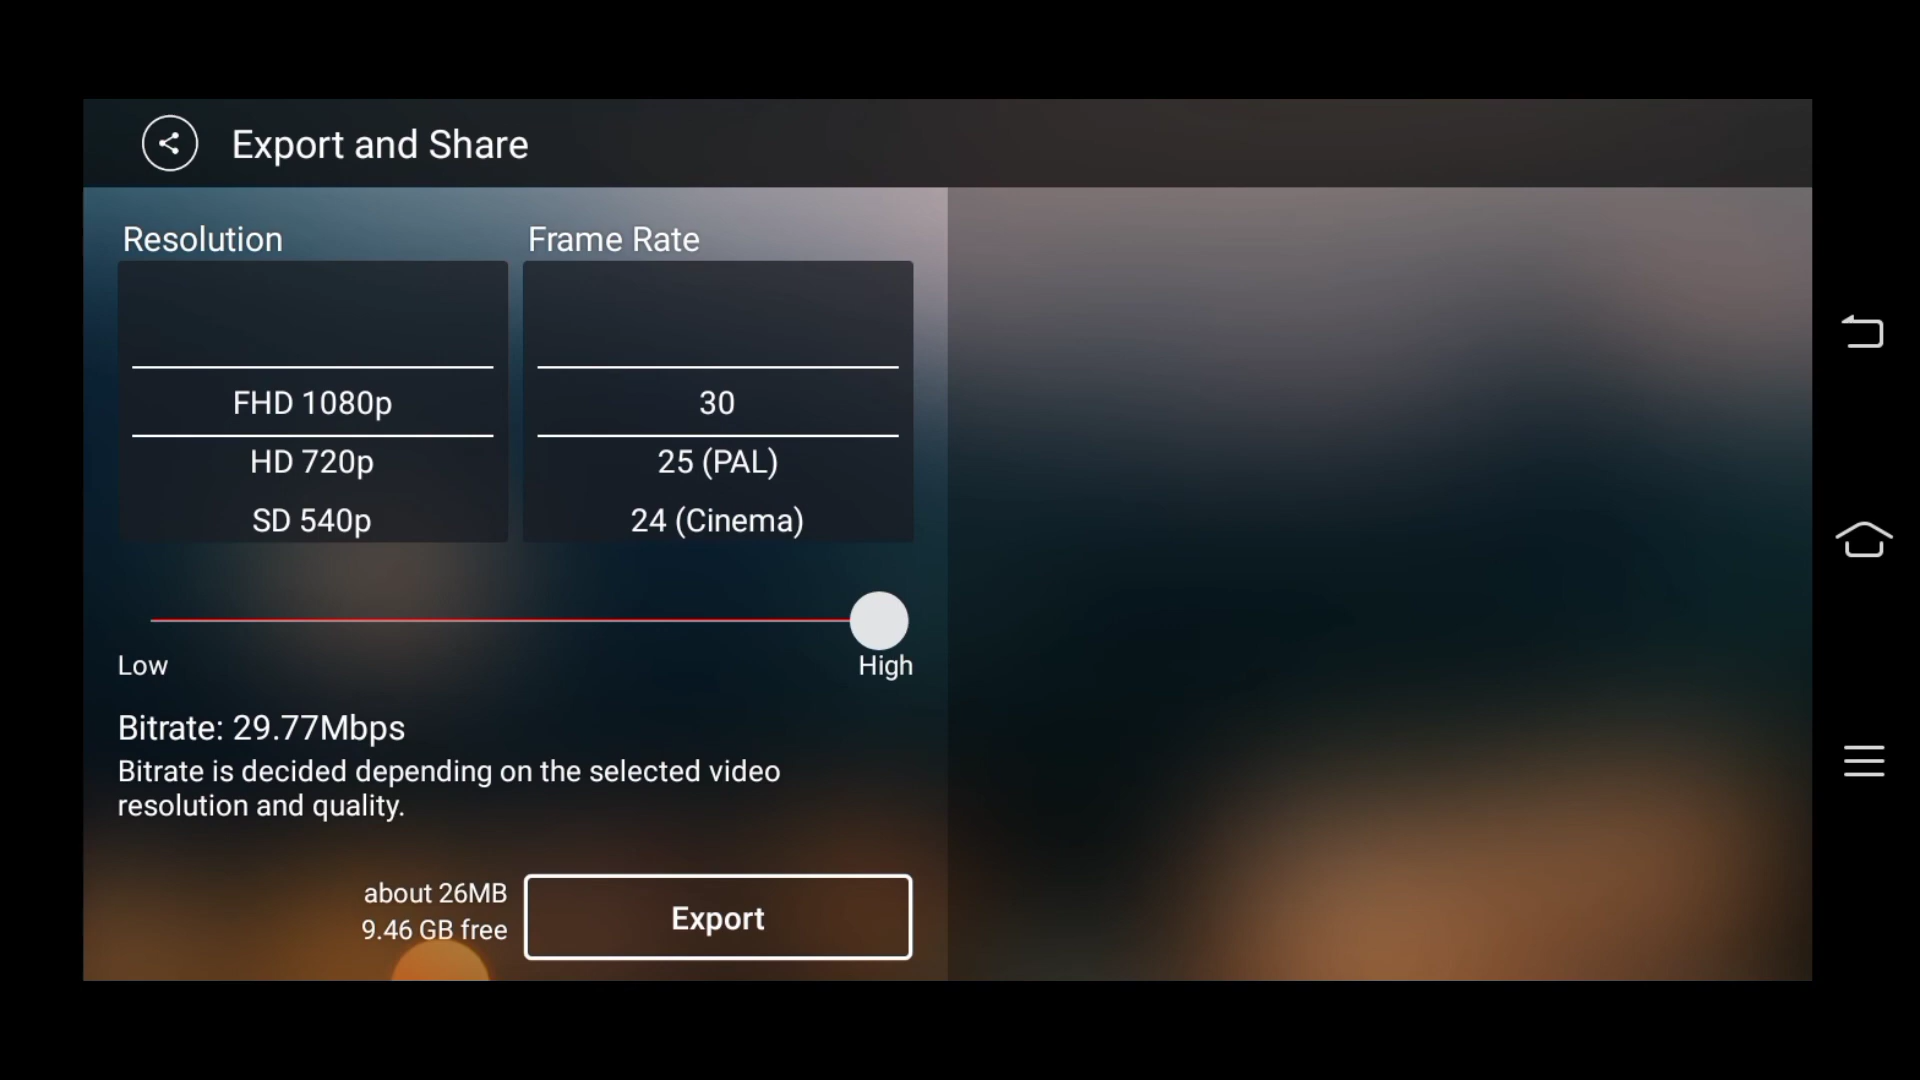 Export and Share
Resolution
Frame Rate
FHD 1080p
30
HD 720p
25 (PAL)
SD 540p
24 (Cinema)
Low
High
Bitrate: 29.77Mbps
Bitrate is decided depending on the selected video
resolution and quality.
about 26MB
9.46 GB free
Export